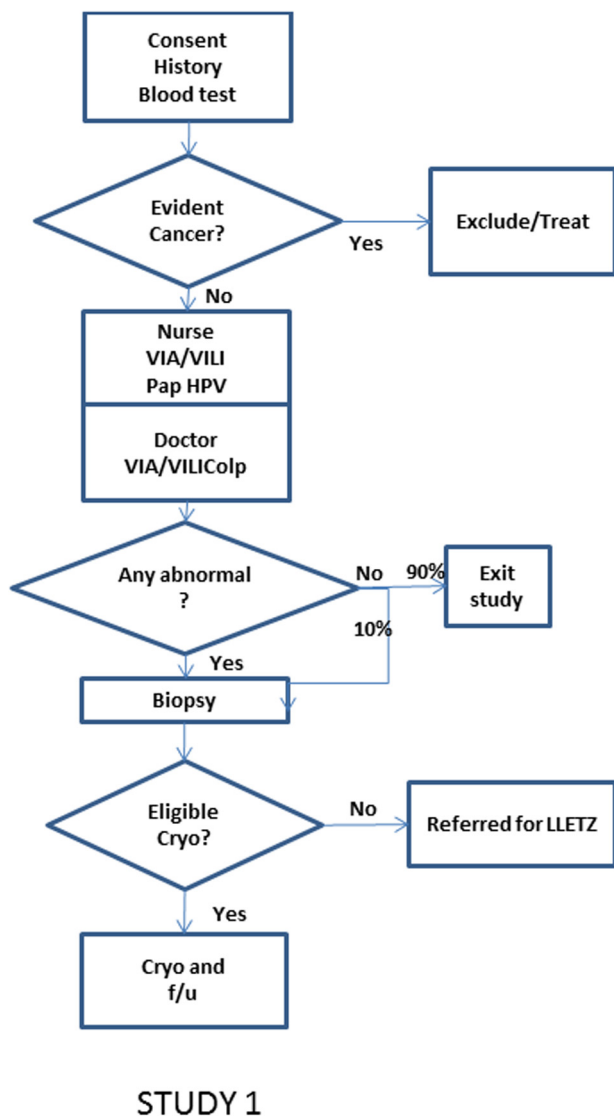 Consent
History
Blood test
Evident
Cancer?
Yes
Exclude/Treat
No
Nurse
VIA/VILI
Pap HPV
Doctor
VIA/VILIColp
Any abnormal
?
No
90%
Exit
study
10%
Yes
Biopsy
Eligible
Cryo?
No
Referred for LLETZ
Yes
Cryo and
f/u
STUDY 1